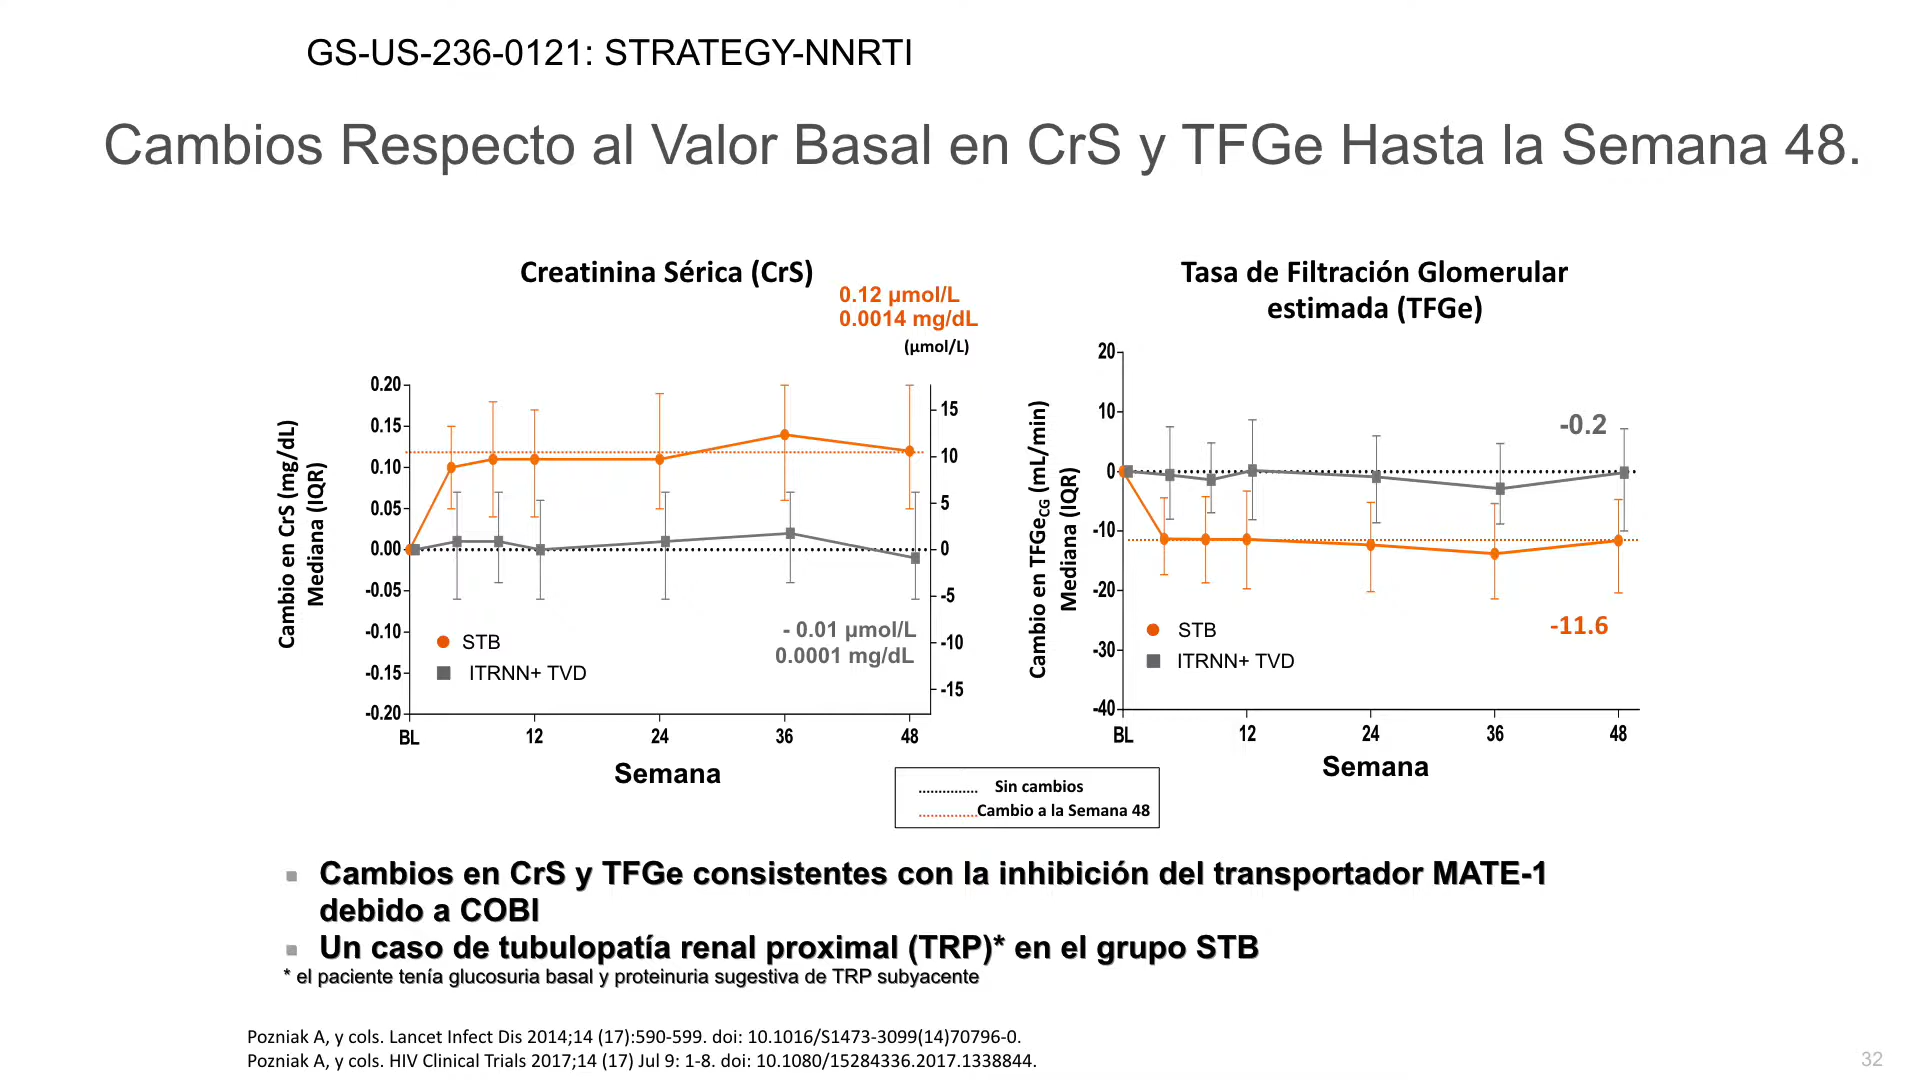 GS-US-236-0121: STRATEGY-NNRTI
Cambios Respecto al Valor Basal en CrS y TFGe Hasta la Semana 48.
Creatinina Sérica (CrS)
0.12 µmol/L
0.0014 mg/dL
(µmol/L)
Cambio en CrS (mg/dL)
Mediana (IQR)
0.20
0.15
0.10
0.05
0.00
-0.05
-0.10
-0.15
-0.20
15
10
5
0
-5
-10
-15
- 0.01 µmol/L
0.0001 mg/dL
STB
ITRNN+ TVD
BL 12 24 36 48
Semana
Tasa de Filtración Glomerular
estimada (TFGe)
Cambio en TFGeCG (mL/min)
Mediana (IQR)
20
10
0
-10
-20
-30
-40
-0.2
-11.6
STB
ITRNN+ TVD
BL 12 24 36 48
Semana
............... Sin cambios
...............Cambio a la Semana 48
Cambios en CrS y TFGe consistentes con la inhibición del transportador MATE-1
debido a COBI
Un caso de tubulopatía renal proximal (TRP)* en el grupo STB
* el paciente tenía glucosuria basal y proteinuria sugestiva de TRP subyacente
Pozniak A, y cols. Lancet Infect Dis 2014;14 (17):590-599. doi: 10.1016/S1473-3099(14)70796-0.
Pozniak A, y cols. HIV Clinical Trials 2017;14 (17) Jul 9: 1-8. doi: 10.1080/15284336.2017.1338844.
32